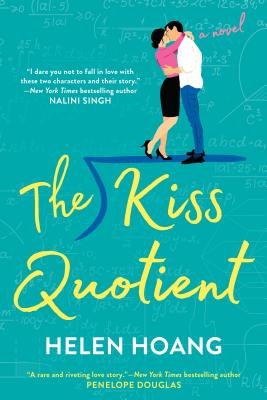 a novel
"I dare you not to fall in love with
these two characters and their story."
—New York Times bestselling author
NALINI SINGH
The Kiss
Quotient
HELEN HOANG
"A rare and riveting love story."—New York Times bestselling author
PENELOPE DOUGLAS